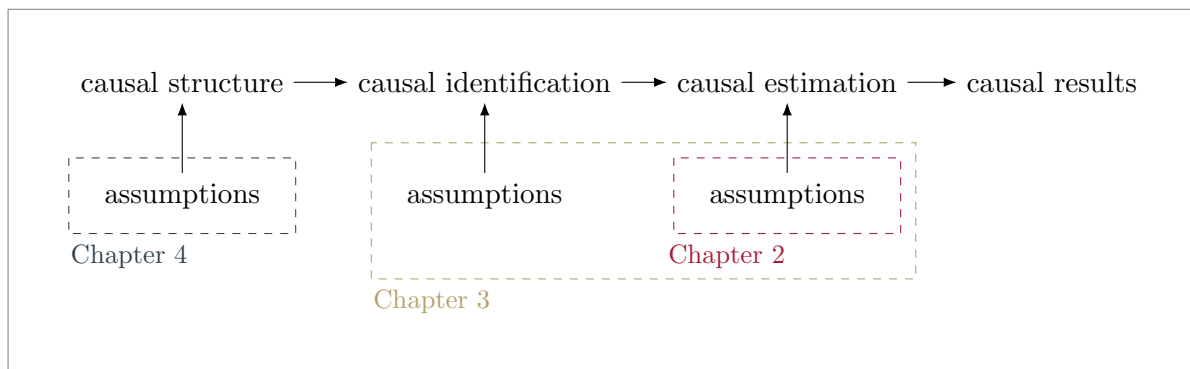 causal structure causal identification causal estimation causal results
assumptions assumptions assumptions
Chapter 4 Chapter 2
Chapter 3